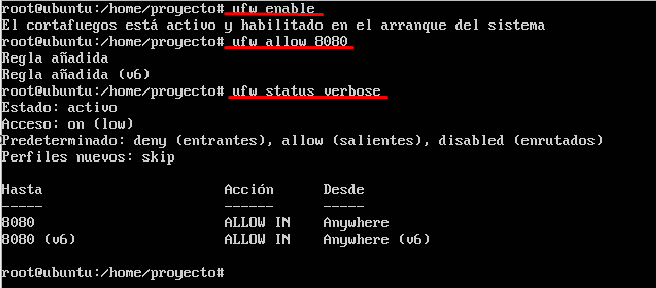 root@ubuntu:/home/proyecto# ufw enable
El cortafuegos está activo y habilitado en el arranque del sistema
root@ubuntu:/home/proyecto# ufw allow 8080
Regla añadida
Regla añadida (v6)
root@ubuntu:/home/proyecto# ufw status verbose
Estado: activo
Acceso: on (low)
Predeterminado: deny (entrantes), allow (salientes), disabled (enrutados)
Perfiles nuevos: skip
Hasta Acción Desde
----- ------ -----
8080 ALLOW IN Anywhere
8080 (v6) ALLOW IN Anywhere (v6)
root@ubuntu:/home/proyecto#